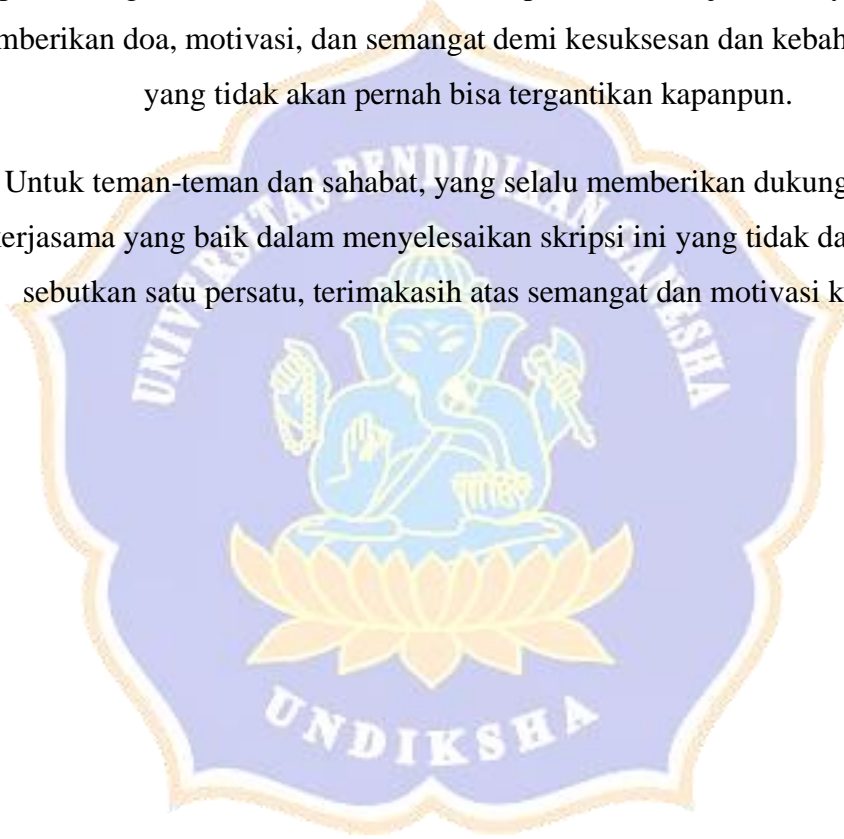 mberikan doa, motivasi, dan semangat demi kesuksesan dan kebah
yang tidak akan pernah bisa tergantikan kapanpun.
Untuk teman-teman dan sahabat, yang selalu memberikan dukung
kerjasama yang baik dalam menyelesaikan skripsi ini yang tidak da
sebutkan satu persatu, terimakasih atas semangat dan motivasi k
UNIVERSITAS PENDIDIKAN GANESHA
UNDIKSHA